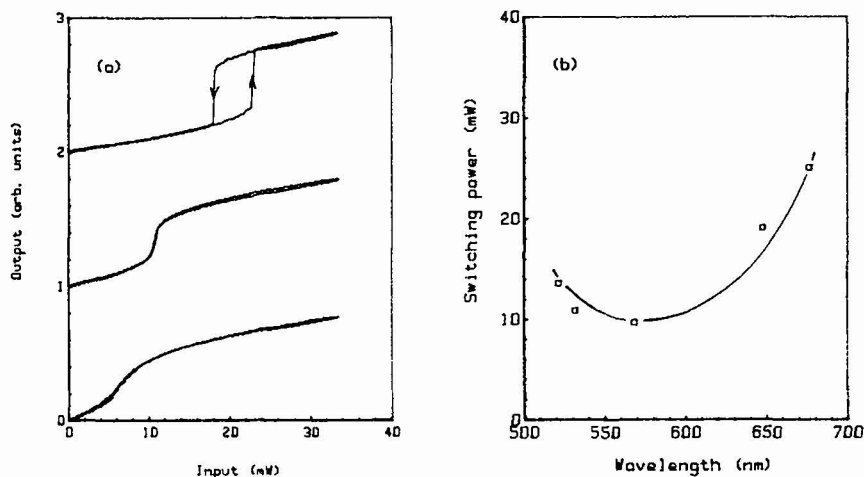 3
2
1
0
Output (arb. units)
(a)
0 10 20 30 40
Input (mW)
40
30
20
10
0
Switching power (mW)
(b)
500 550 600 650 700
Wavelength (nm)